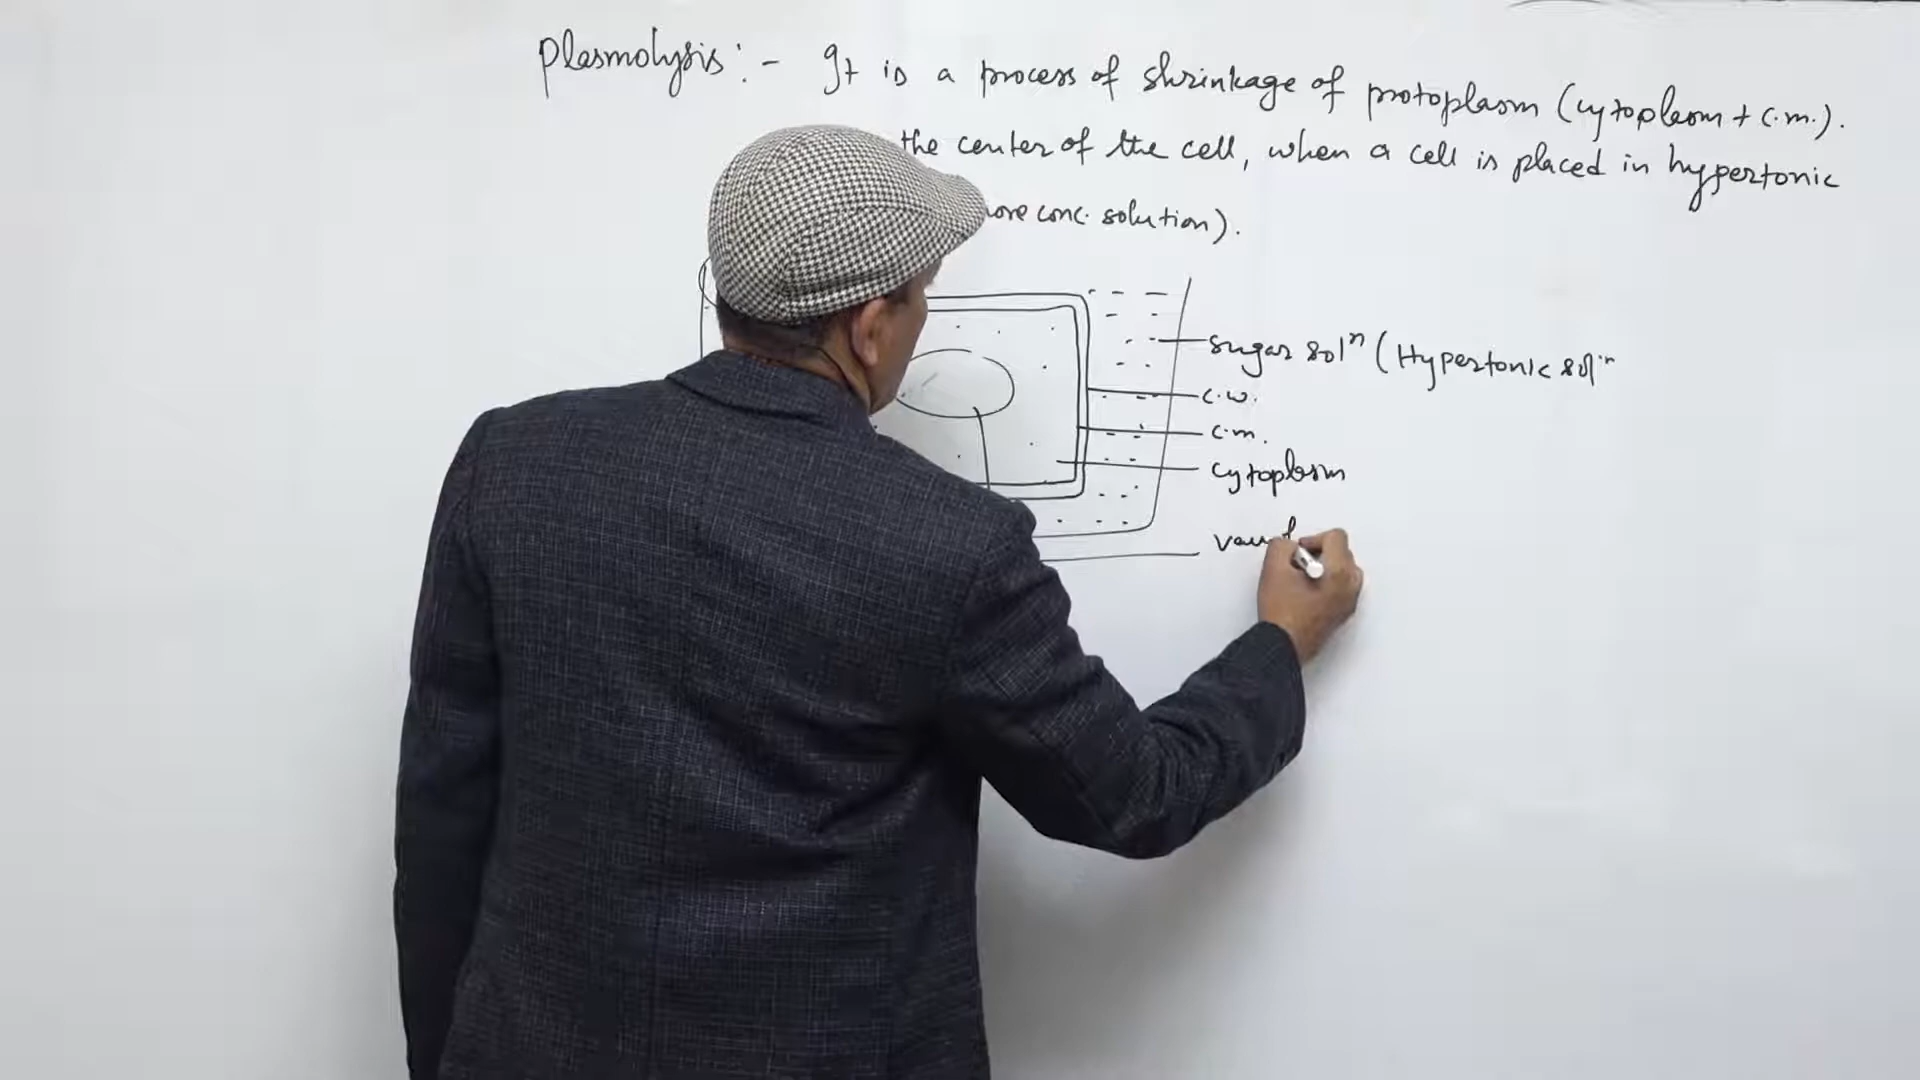 Plasmolysis :- It is a process of shrinkage of protoplasm (cytoplasm + c.m.).
the center of the cell, when a cell is placed in hypertonic
more conc. solution).
sugar solⁿ (Hypertonic solⁿ
c.w.
c.m.
cytoplasm